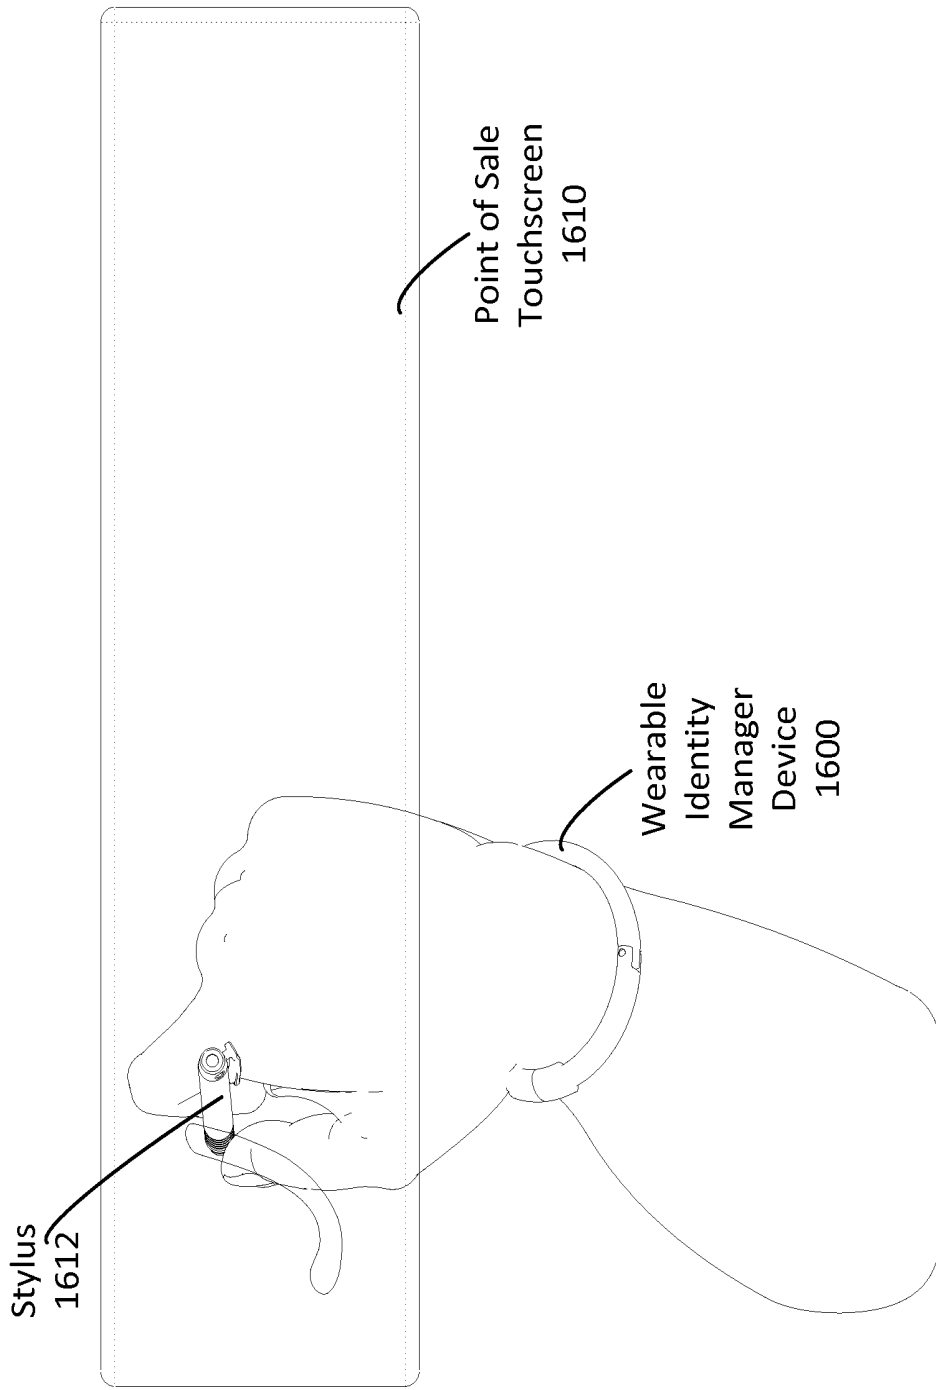 Stylus
1612
Point of Sale
Touchscreen
1610
Wearable
Identity
Manager
Device
1600